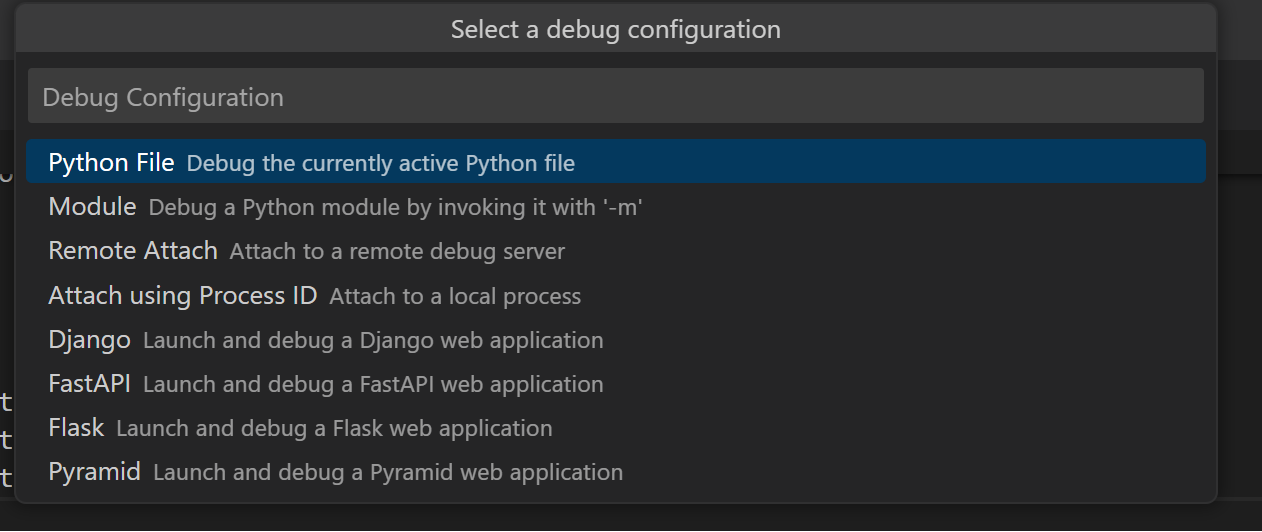 Select a debug configuration
Debug Configuration
Python File Debug the currently active Python file
Module Debug a Python module by invoking it with '-m'
Remote Attach Attach to a remote debug server
Attach using Process ID Attach to a local process
Django Launch and debug a Django web application
FastAPI Launch and debug a FastAPI web application
Flask Launch and debug a Flask web application
Pyramid Launch and debug a Pyramid web application
t
t
t